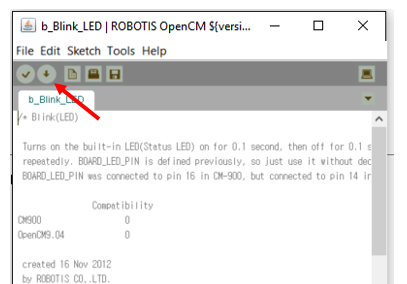 b_Blink_LED | ROBOTIS OpenCM ${versi...
File Edit Sketch Tools Help
b_Blink_LED
/* Blink(LED)
Turns on the built-in LED(Status LED) on for 0.1 second, then off for 0.1 s
repeatedly. BOARD_LED_PIN is defined previously, so just use it without dec
BOARD_LED_PIN was connected to pin 16 in CM-900, but connected to pin 14 in
Compatibility
CM900 0
OpenCM9.04 0
created 16 Nov 2012
by ROBOTIS CO,.LTD.